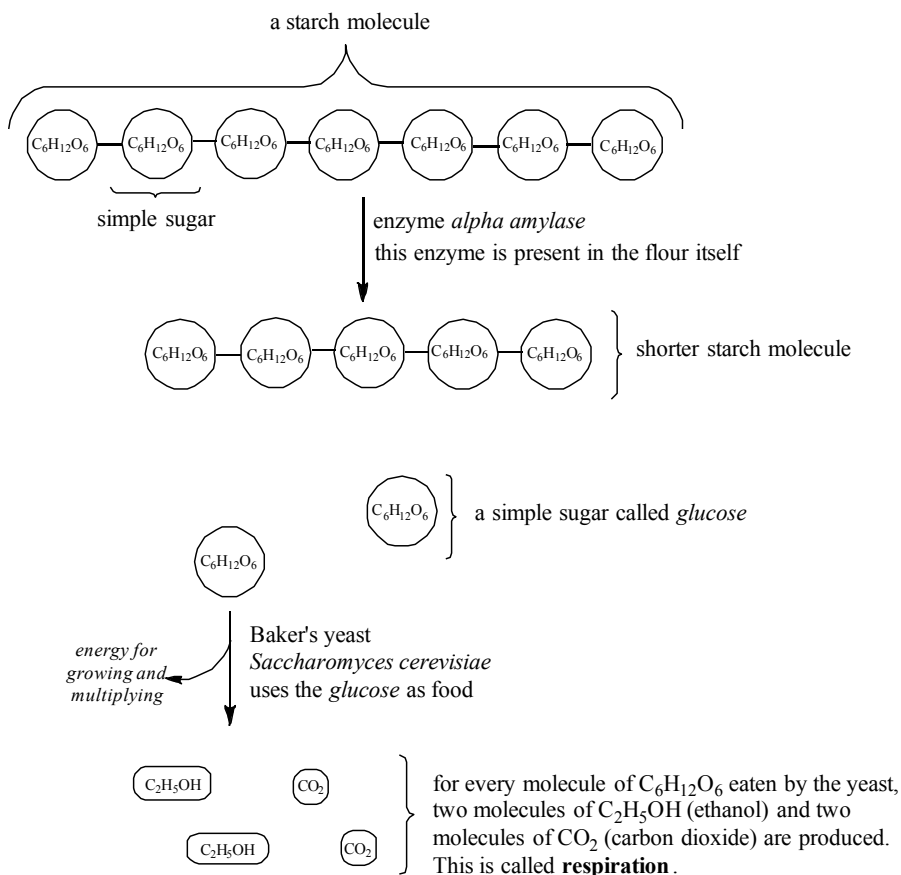 a starch molecule
C₆H₁₂O₆ C₆H₁₂O₆ C₆H₁₂O₆ C₆H₁₂O₆ C₆H₁₂O₆ C₆H₁₂O₆ C₆H₁₂O₆
simple sugar
enzyme alpha amylase
this enzyme is present in the flour itself
C₆H₁₂O₆ C₆H₁₂O₆ C₆H₁₂O₆ C₆H₁₂O₆ C₆H₁₂O₆
shorter starch molecule
C₆H₁₂O₆
a simple sugar called glucose
C₆H₁₂O₆
energy for
growing and
multiplying
Baker's yeast
Saccharomyces cerevisiae
uses the glucose as food
C₂H₅OH CO₂
C₂H₅OH CO₂
for every molecule of C₆H₁₂O₆ eaten by the yeast,
two molecules of C₂H₅OH (ethanol) and two
molecules of CO₂ (carbon dioxide) are produced.
This is called respiration.